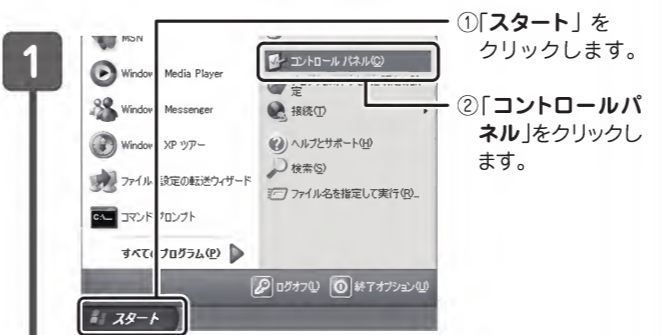 1
MSN
Window Media Player
Window Messenger
Window XP ツアー
ファイル 設定の転送ウィザード
コマンド プロンプト
すべて プログラム(P)
コントロール パネル(C)
定
接続(T)
ヘルプとサポート(H)
検索(S)
ファイル名を指定して実行(R)...
ログオフ(L)
終了オプション(U)
スタート
①「スタート」を
クリックします。
②「コントロールパ
ネル」をクリックし
ます。